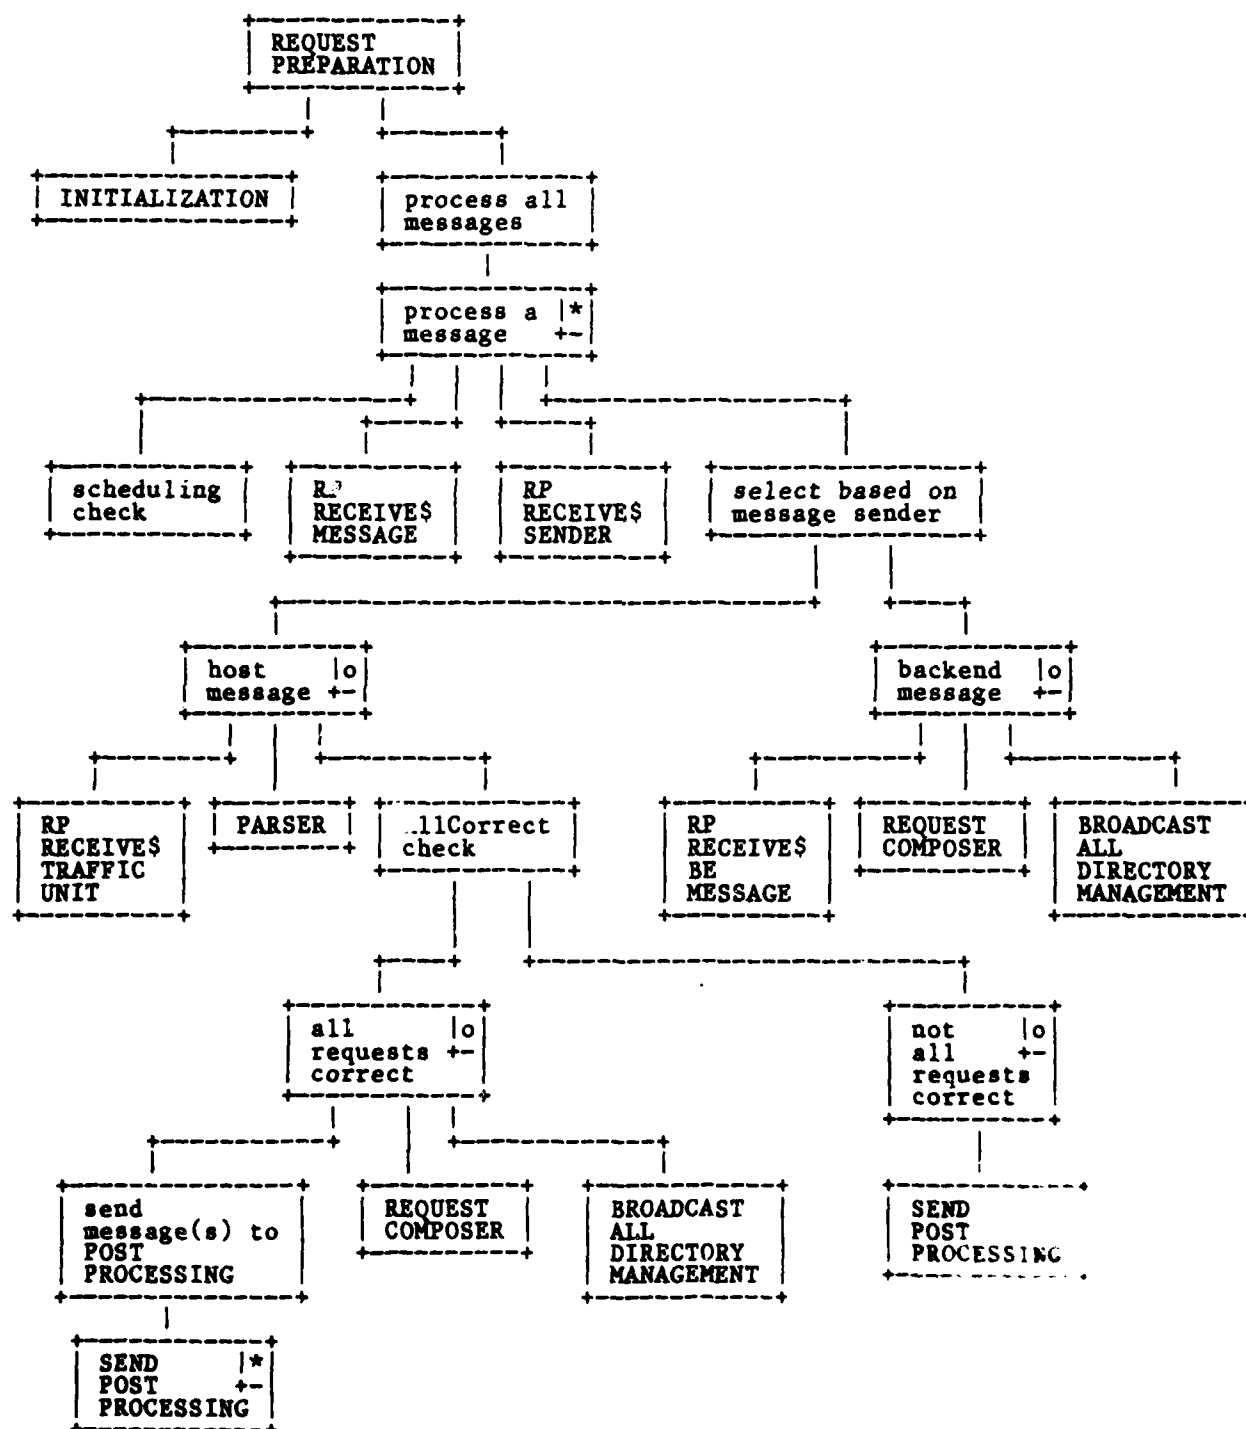 REQUEST
PREPARATION
INITIALIZATION
process all
messages
process a |*
message +-
scheduling
check
RP
RECEIVE$
MESSAGE
RP
RECEIVE$
SENDER
select based on
message sender
host |o
message +-
backend |o
message +-
RP
RECEIVE$
TRAFFIC
UNIT
PARSER
llCorrect
check
RP
RECEIVE$
BE
MESSAGE
REQUEST
COMPOSER
BROADCAST
ALL
DIRECTORY
MANAGEMENT
all |o
requests +-
correct
not |o
all +-
requests
correct
send
message(s) to
POST
PROCESSING
REQUEST
COMPOSER
BROADCAST
ALL
DIRECTORY
MANAGEMENT
SEND
POST
PROCESSING
SEND |*
POST +-
PROCESSING